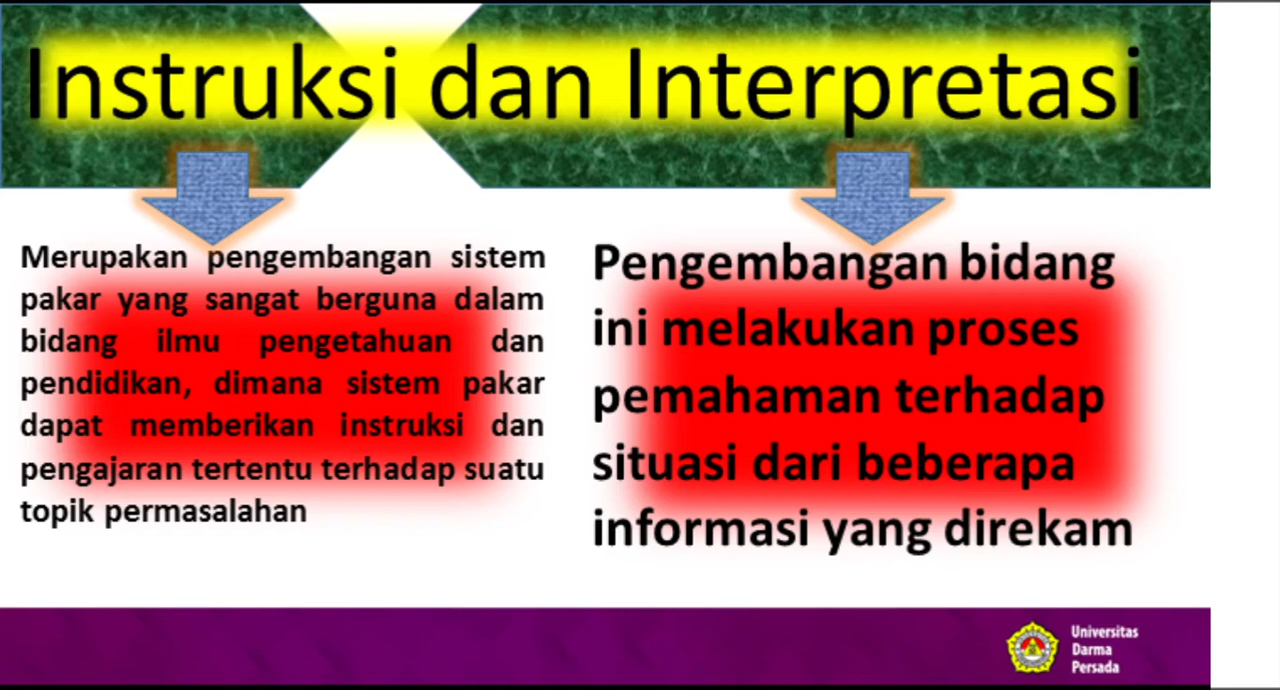 Instruksi dan Interpretasi
Merupakan pengembangan sistem
pakar yang sangat berguna dalam
bidang ilmu pengetahuan dan
pendidikan, dimana sistem pakar
dapat memberikan instruksi dan
pengajaran tertentu terhadap suatu
topik permasalahan
Pengembangan bidang
ini melakukan proses
pemahaman terhadap
situasi dari beberapa
informasi yang direkam
Universitas
Darma
Persada